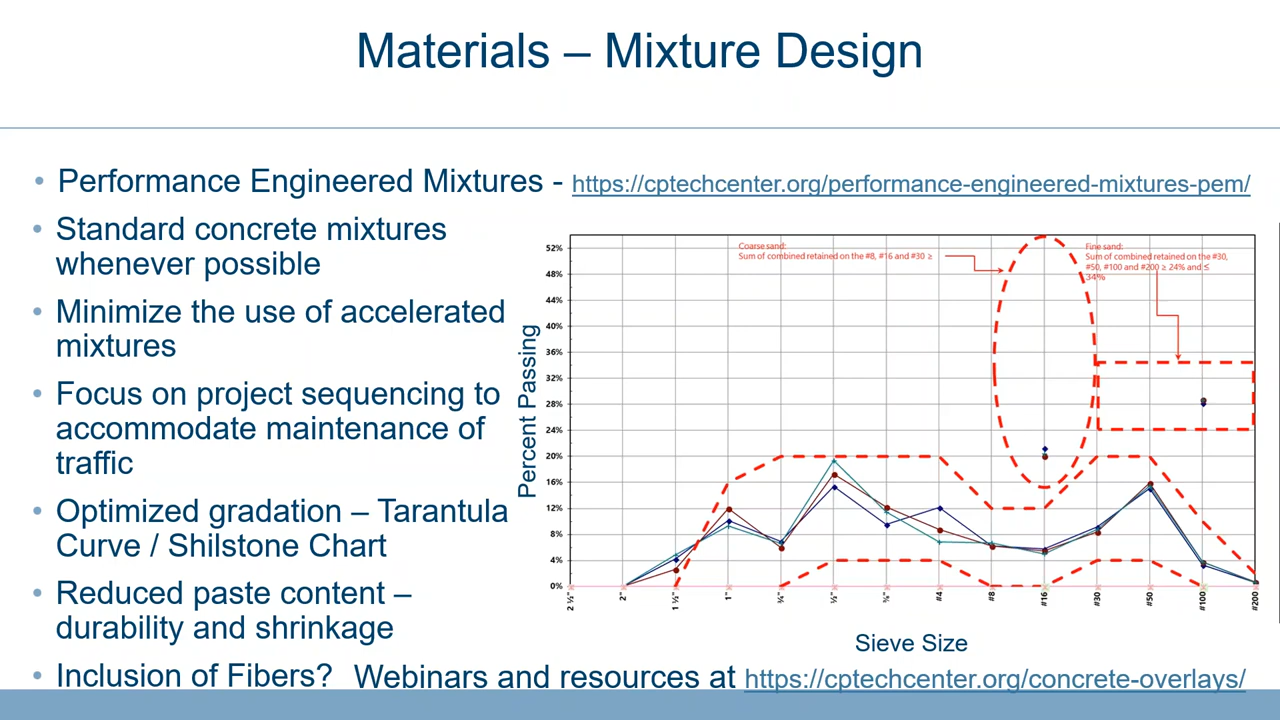 Materials – Mixture Design
• Performance Engineered Mixtures - https://cptechcenter.org/performance-engineered-mixtures-pem/
• Standard concrete mixtures
whenever possible
• Minimize the use of accelerated
mixtures
• Focus on project sequencing to
accommodate maintenance of
traffic
• Optimized gradation – Tarantula
Curve / Shilstone Chart
• Reduced paste content –
durability and shrinkage
• Inclusion of Fibers?
Percent Passing
52%
48%
44%
40%
36%
32%
28%
24%
20%
16%
12%
8%
4%
0%
Coarse sand:
Sum of combined retained on the #8, #16 and #30 ≥
Fine sand:
Sum of combined retained on the #30,
#50, #100 and #200 ≥ 24% and ≤
34%
2 ½"
2"
1 ½"
1"
¾"
½"
⅜"
#4
#8
#16
#30
#50
#100
#200
Sieve Size
Webinars and resources at https://cptechcenter.org/concrete-overlays/